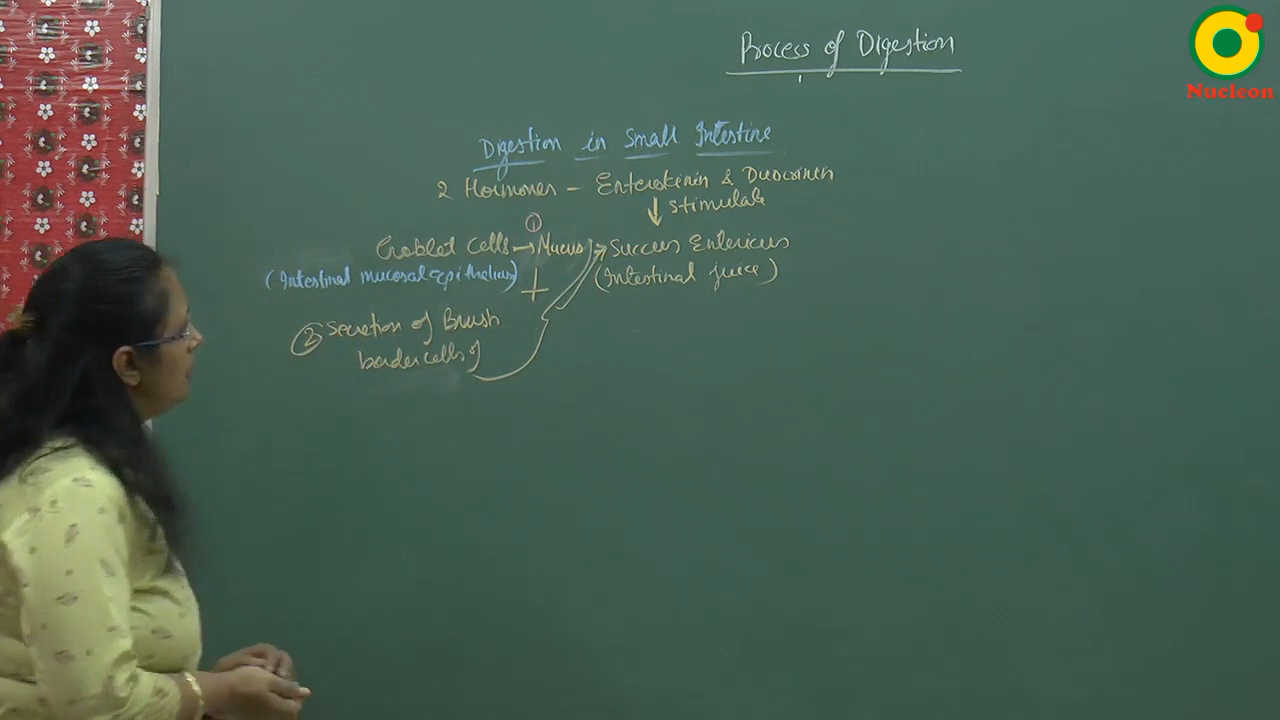 Process of Digestion
Nucleon
Digestion in Small Intestine
2 Hormones - Enterokinin & Duocrinin
stimulate
①
Goblet Cells → Mucus
Succus Entericus
(Intestinal mucosal epithelium)
+
(Intestinal juice)
② Secretion of Brush
border cells of